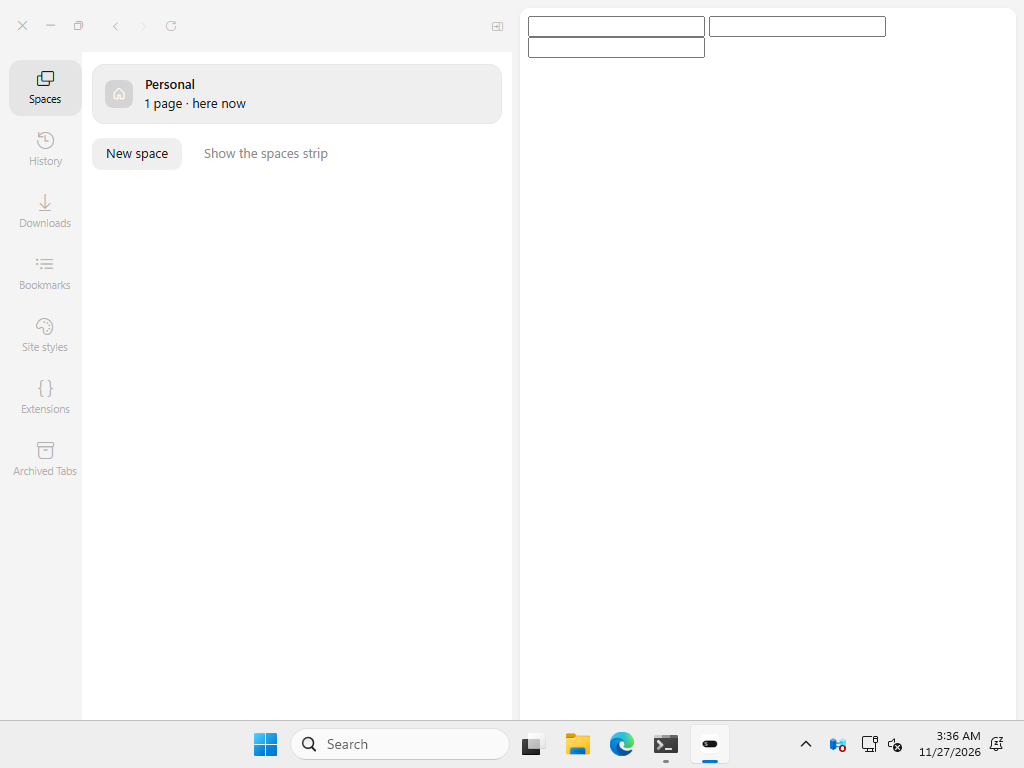 Spaces
History
Downloads
Bookmarks
Site styles
Extensions
Archived Tabs
Personal
1 page · here now
New space
Show the spaces strip
Search
3:36 AM
11/27/2026